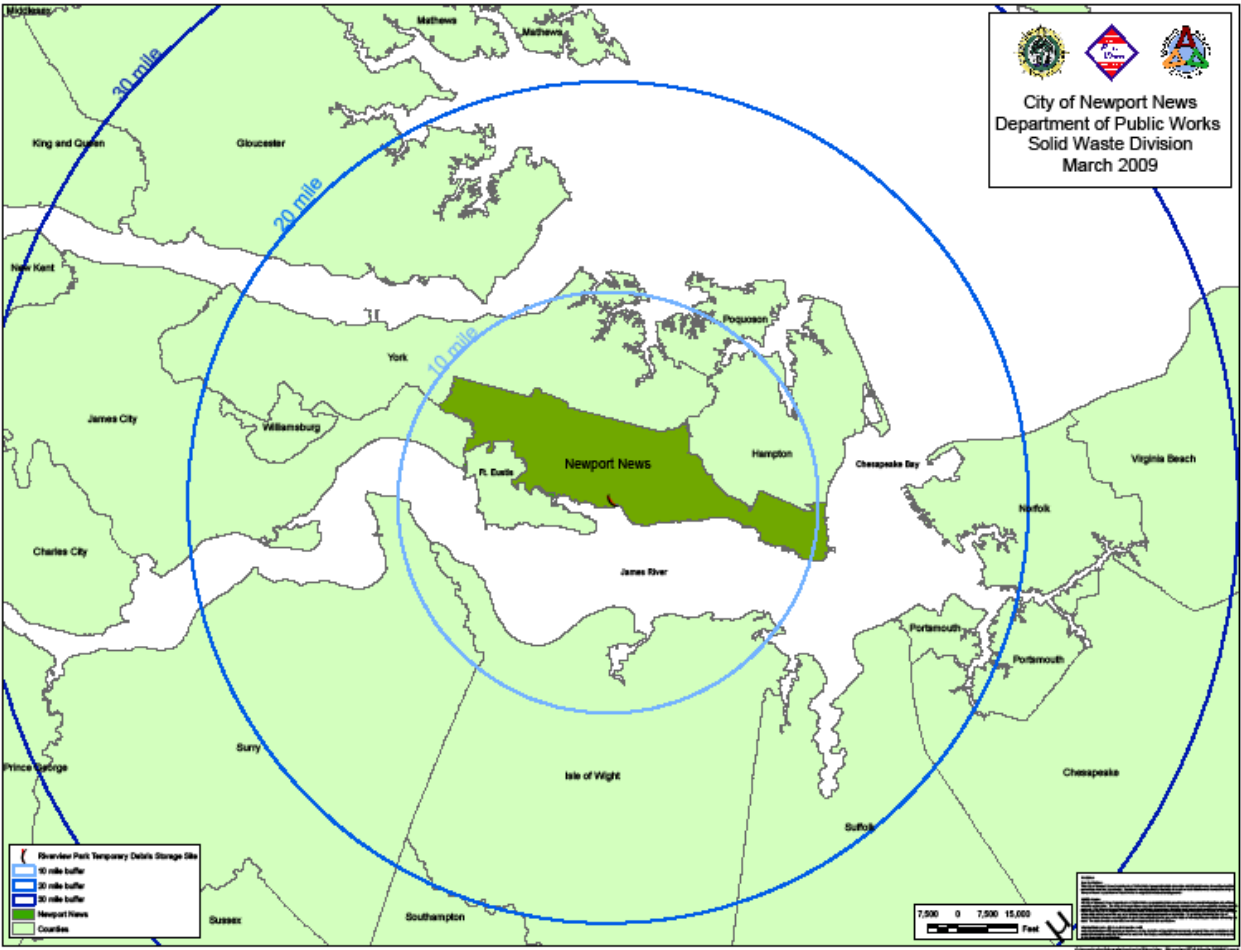 Middlesex
Mathews
Mathews
30 mile
City of Newport News
Department of Public Works
Solid Waste Division
March 2009
King and Queen
Gloucester
20 mile
New Kent
Poquoson
10 mile
York
James City
Williamsburg
Newport News
Hampton
Chesapeake Bay
Virginia Beach
Ft. Eustis
Norfolk
Charles City
James River
Portsmouth
Portsmouth
Surry
Prince George
Isle of Wight
Chesapeake
Suffolk
Riverview Park Temporary Debris Storage Site
10 mile buffer
20 mile buffer
30 mile buffer
Newport News
Counties
Sussex
Southampton
7,500 0 7,500 15,000
Feet
µ